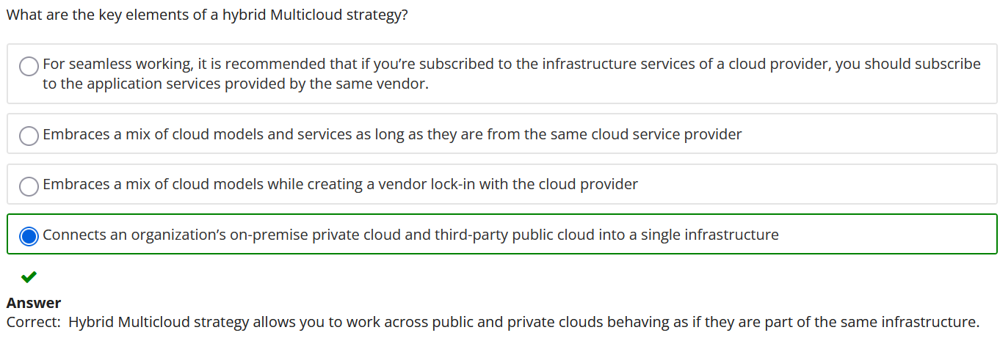 What are the key elements of a hybrid Multicloud strategy?
For seamless working, it is recommended that if you’re subscribed to the infrastructure services of a cloud provider, you should subscribe
to the application services provided by the same vendor.
Embraces a mix of cloud models and services as long as they are from the same cloud service provider
Embraces a mix of cloud models while creating a vendor lock-in with the cloud provider
Connects an organization’s on-premise private cloud and third-party public cloud into a single infrastructure
Answer
Correct:  Hybrid Multicloud strategy allows you to work across public and private clouds behaving as if they are part of the same infrastructure.